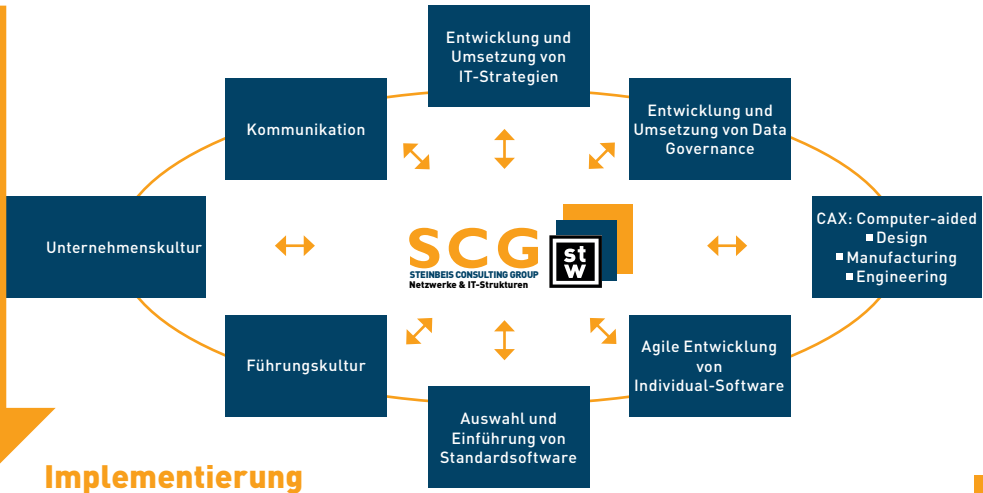 Entwicklung und
Umsetzung von
IT-Strategien
Kommunikation
Entwicklung und
Umsetzung von Data
Governance
Unternehmenskultur
SCG
STEINBEIS CONSULTING GROUP
Netzwerke & IT-Strukturen
st
w
CAX: Computer-aided
Design
Manufacturing
Engineering
Führungskultur
Agile Entwicklung
von
Individual-Software
Auswahl und
Einführung von
Standardsoftware
Implementierung